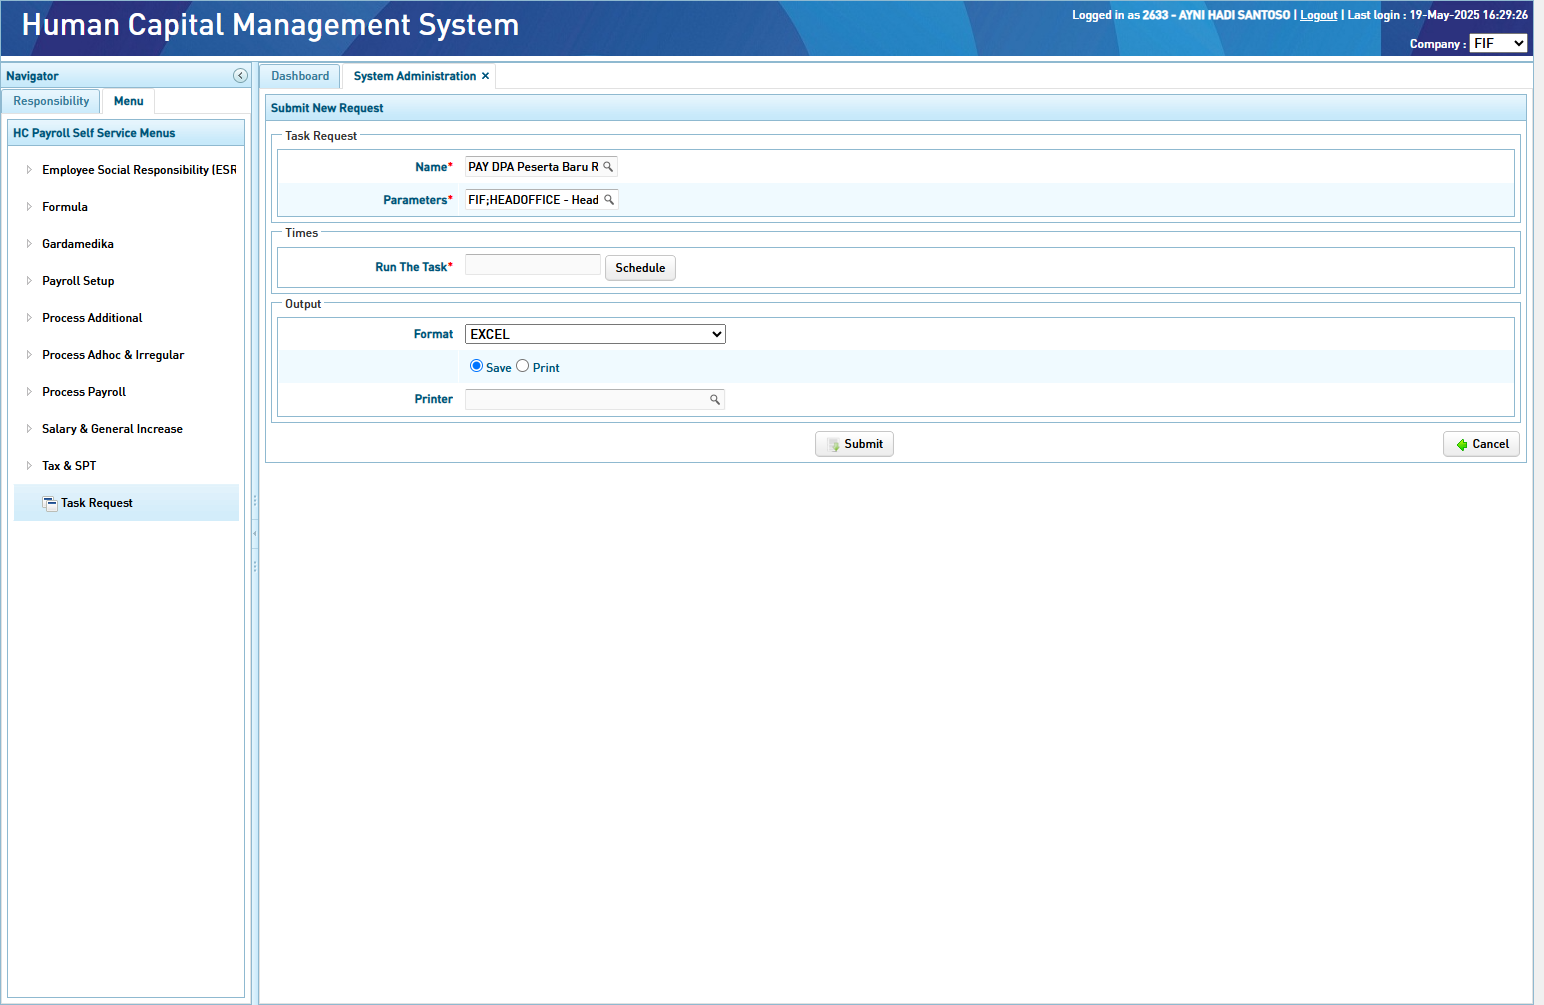 Human Capital Management System
Logged in as 2633 - AYNI HADI SANTOSO | Logout | Last login : 19-May-2025 16:29:26
Company : FIF
Navigator
Responsibility
Menu
HC Payroll Self Service Menus
Employee Social Responsibility (ESR
Formula
Gardamedika
Payroll Setup
Process Additional
Process Adhoc & Irregular
Process Payroll
Salary & General Increase
Tax & SPT
Task Request
Dashboard
System Administration ×
Submit New Request
Task Request
Name* PAY DPA Peserta Baru R
Parameters* FIF;HEADOFFICE - Head
Times
Run The Task* Schedule
Output
Format EXCEL
Save Print
Printer
Submit
Cancel